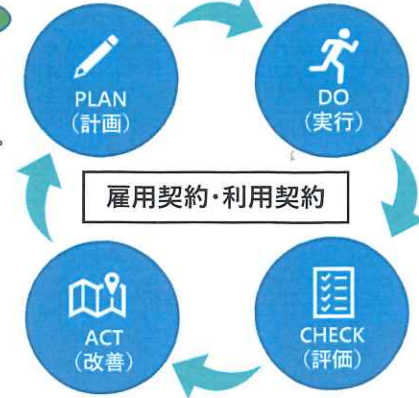 PLAN
（計画）
DO
（実行）
。
雇用契約・利用契約
ACT
（改善）
CHECK
（評価）